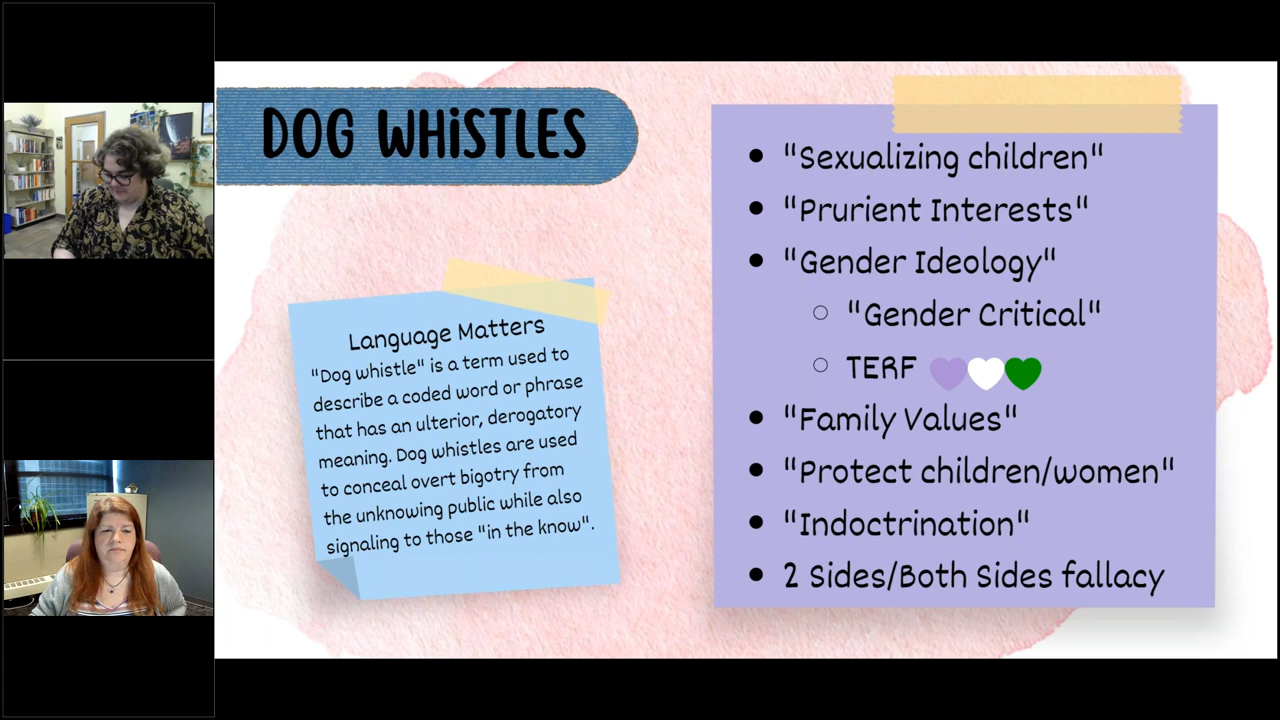 DOG WHiSTLES
Language Matters
"Dog whistle" is a term used to
describe a coded word or phrase
that has an ulterior, derogatory
meaning. Dog whistles are used
to conceal overt bigotry from
the unknowing public while also
signaling to those "in the know".
"Sexualizing children"
"Prurient Interests"
"Gender Ideology"
"Gender Critical"
TERF
"Family Values"
"Protect children/women"
"Indoctrination"
2 Sides/Both Sides fallacy